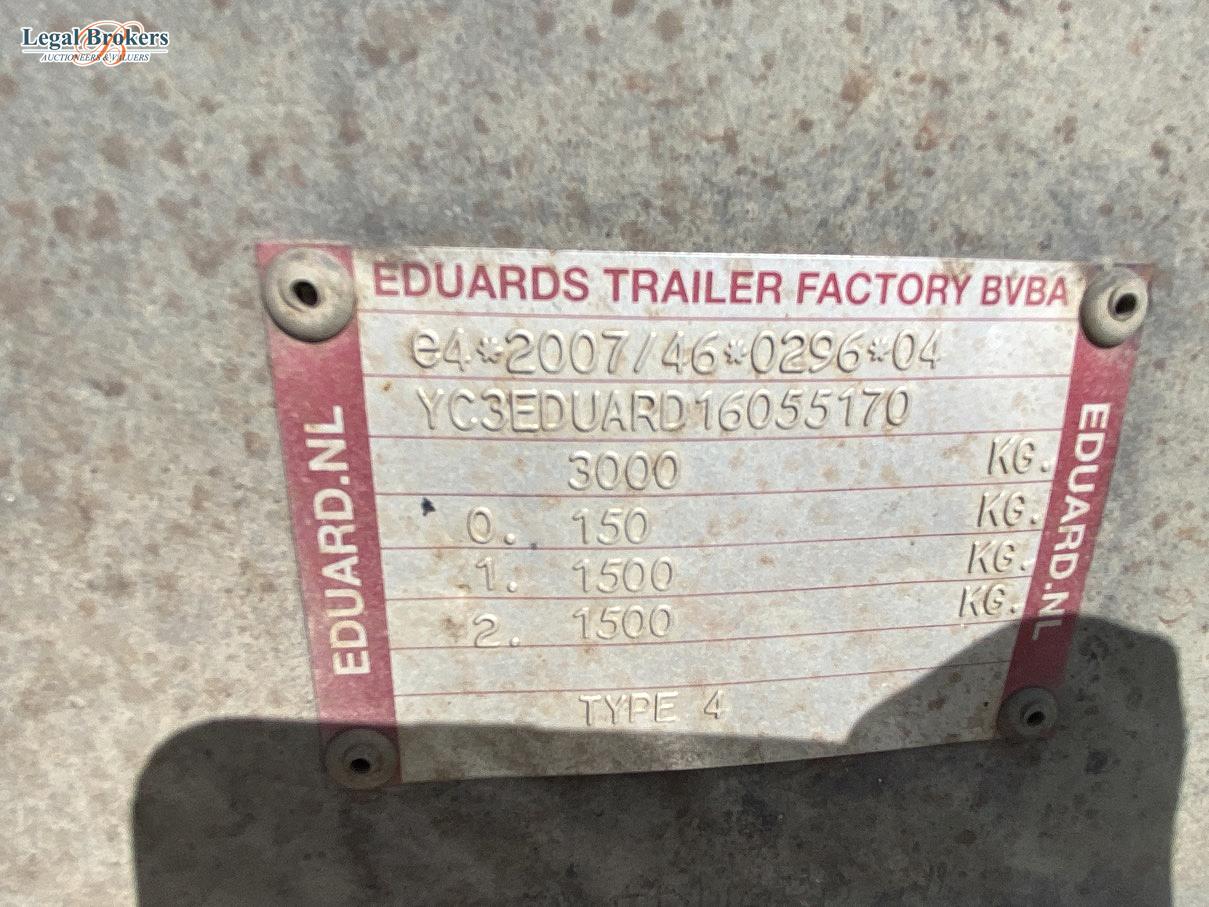 Legal Brokers
AUCTIONEERS & VALUERS
EDUARDS TRAILER FACTORY BVBA
e4*2007/46*0296*04
YC3EDUARD16055170
3000 KG.
0. 150 KG.
1. 1500 KG.
2. 1500 KG.
TYPE 4
EDUARD.NL
EDUARD.NL